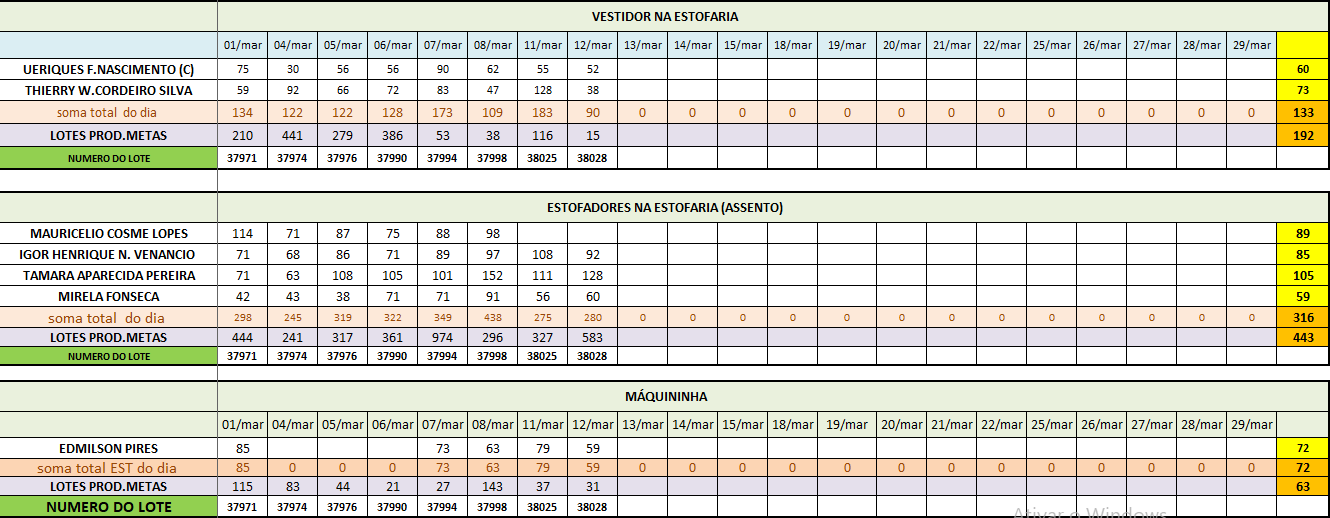 VESTIDOR NA ESTOFARIA
01/mar 04/mar 05/mar 06/mar 07/mar 08/mar 11/mar 12/mar 13/mar 14/mar 15/mar 18/mar 19/mar 20/mar 21/mar 22/mar 25/mar 26/mar 27/mar 28/mar 29/mar
UERIQUES F.NASCIMENTO (C) 75 30 56 56 90 62 55 52 60
THIERRY W.CORDEIRO SILVA 59 92 66 72 83 47 128 38 73
soma total do dia 134 122 122 128 173 109 183 90 0 0 0 0 0 0 0 0 0 0 0 0 0 133
LOTES PROD.METAS 210 441 279 386 53 38 116 15 192
NUMERO DO LOTE 37971 37974 37976 37990 37994 37998 38025 38028
ESTOFADORES NA ESTOFARIA (ASSENTO)
MAURICELIO COSME LOPES 114 71 87 75 88 98 89
IGOR HENRIQUE N. VENANCIO 71 68 86 71 89 97 108 92 85
TAMARA APARECIDA PEREIRA 71 63 108 105 101 152 111 128 105
MIRELA FONSECA 42 43 38 71 71 91 56 60 59
soma total do dia 298 245 319 322 349 438 275 280 0 0 0 0 0 0 0 0 0 0 0 0 0 316
LOTES PROD.METAS 444 241 317 361 974 296 327 583 443
NUMERO DO LOTE 37971 37974 37976 37990 37994 37998 38025 38028
MÁQUININHA
01/mar 04/mar 05/mar 06/mar 07/mar 08/mar 11/mar 12/mar 13/mar 14/mar 15/mar 18/mar 19/mar 20/mar 21/mar 22/mar 25/mar 26/mar 27/mar 28/mar 29/mar
EDMILSON PIRES 85 73 63 79 59 72
soma total EST do dia 85 0 0 0 73 63 79 59 0 0 0 0 0 0 0 0 0 0 0 0 0 72
LOTES PROD.METAS 115 83 44 21 27 143 37 31 63
NUMERO DO LOTE 37971 37974 37976 37990 37994 37998 38025 38028
Ativar o Windows